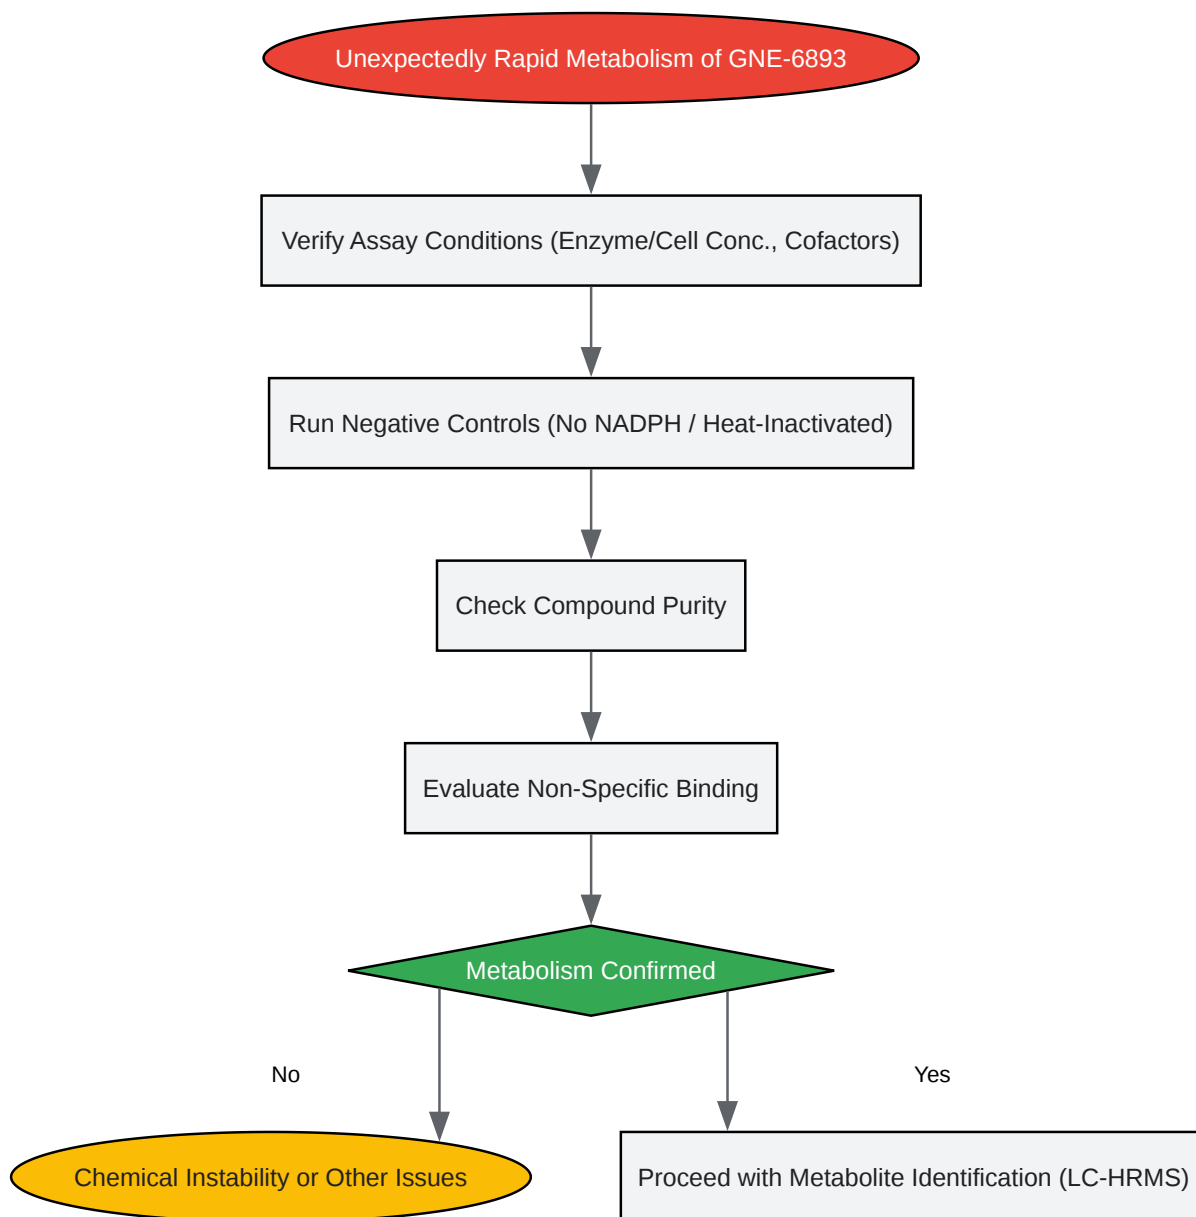 Unexpectedly Rapid Metabolism of GNE-6893
Verify Assay Conditions (Enzyme/Cell Conc., Cofactors)
Run Negative Controls (No NADPH / Heat-Inactivated)
Check Compound Purity
Evaluate Non-Specific Binding
Metabolism Confirmed
No
Yes
Chemical Instability or Other Issues
Proceed with Metabolite Identification (LC-HRMS)